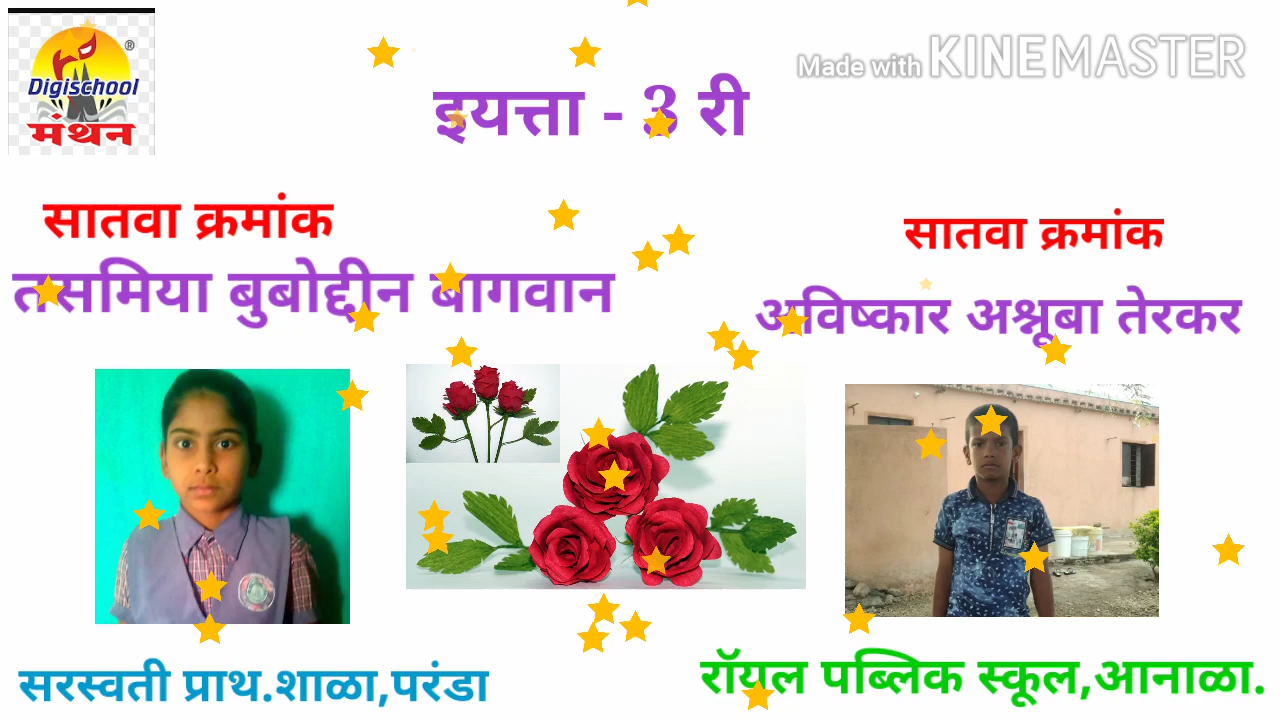 Digischool ®
मंथन
Made with KINEMASTER
इयत्ता - 3 री
सातवा क्रमांक
तसमिया बुबोद्दीन बागवान
सातवा क्रमांक
अविष्कार अश्रूबा तेरकर
सरस्वती प्राथ.शाळा,परंडा
रॉयल पब्लिक स्कूल,आनाळा.